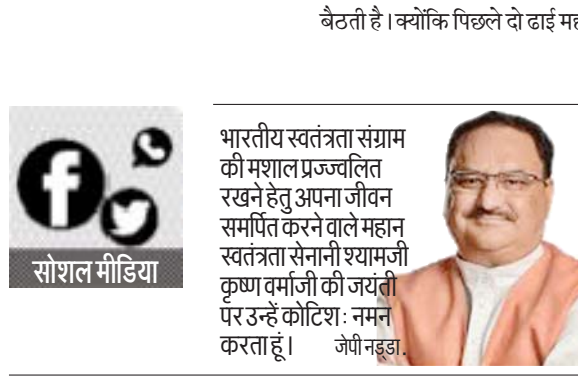 बैठती है । क्योंकि पिछले दो ढाई
सोशल मीडिया
भारतीय स्वतंत्रता संग्राम
की मशाल प्रज्ज्वलित
रखने हेतु अपना जीवन
समर्पित करने वाले महान
स्वतंत्रता सेनानी श्यामजी
कृष्ण वर्माजी की जयंती
पर उन्हें कोटिशः नमन
करता हूं ।
जेपी नड्डा .